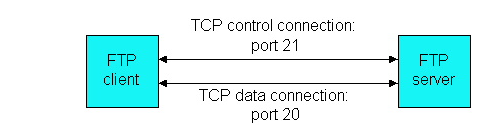 TCP control connection:
port 21
FTP
client
FTP
server
TCP data connection:
port 20